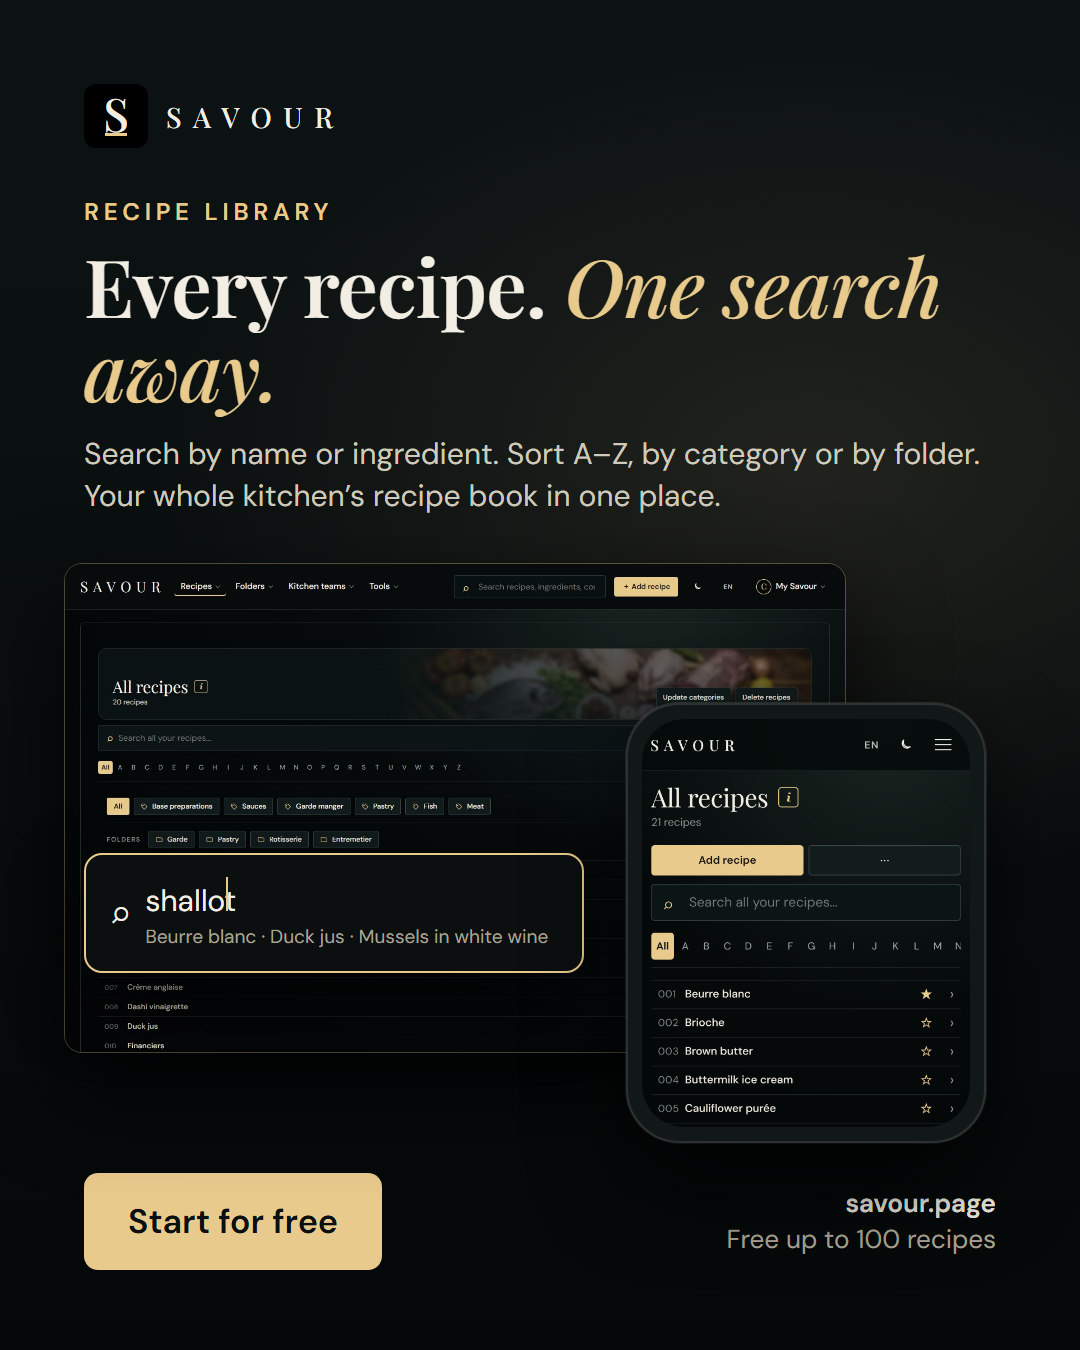 S SAVOUR
RECIPE LIBRARY
Every recipe. One search
away.
Search by name or ingredient. Sort A–Z, by category or by folder.
Your whole kitchen’s recipe book in one place.
SAVOUR Recipes Folders Kitchen teams Tools Search recipes, ingredients, cor + Add recipe EN C My Savour
All recipes i
20 recipes
Update categories Delete recipes
Search all your recipes...
All A B C D E F G H I J K L M N O P Q R S T U V W X Y Z
All Base preparations Sauces Garde manger Pastry Fish Meat
FOLDERS Garde Pastry Rotisserie Entremetier
shallot
Beurre blanc · Duck jus · Mussels in white wine
007 Crème anglaise
008 Dashi vinaigrette
009 Duck jus
010 Financiers
SAVOUR EN
All recipes i
21 recipes
Add recipe ...
Search all your recipes...
All A B C D E F G H I J K L M N
001 Beurre blanc
002 Brioche
003 Brown butter
004 Buttermilk ice cream
005 Cauliflower purée
Start for free
savour.page
Free up to 100 recipes